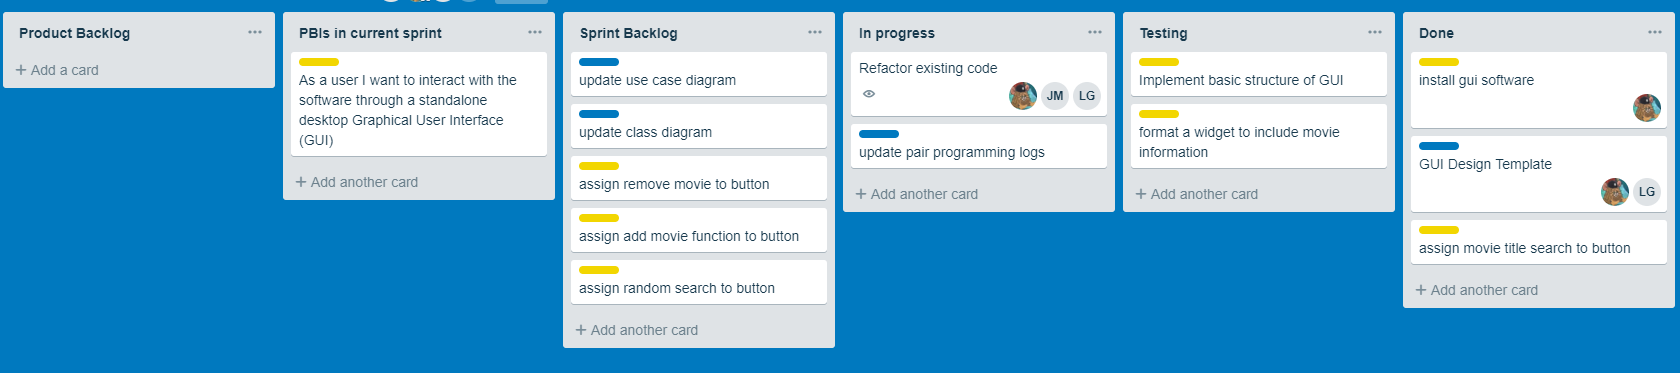 Product Backlog
+ Add a card
PBIs in current sprint
As a user I want to interact with the
software through a standalone
desktop Graphical User Interface
(GUI)
+ Add another card
Sprint Backlog
update use case diagram
update class diagram
assign remove movie to button
assign add movie function to button
assign random search to button
+ Add another card
In progress
Refactor existing code
JM LG
update pair programming logs
+ Add another card
Testing
Implement basic structure of GUI
format a widget to include movie
information
+ Add another card
Done
install gui software
GUI Design Template
LG
assign movie title search to button
+ Add another card